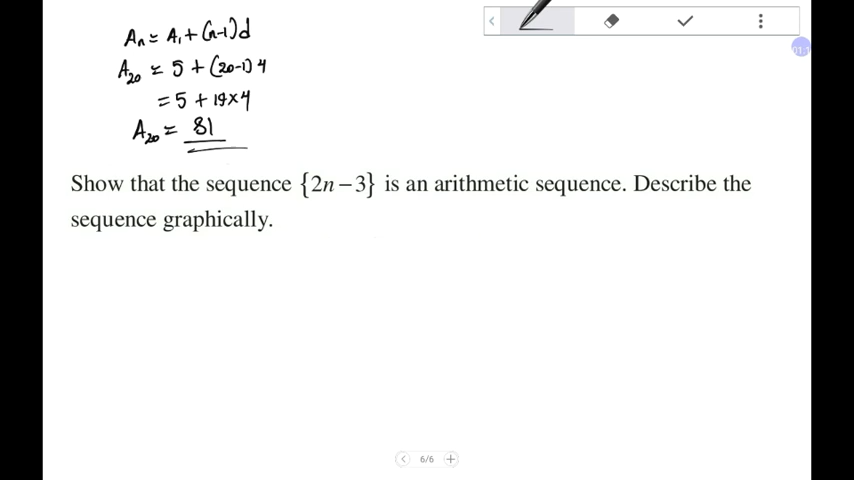 Aₙ = A₁ + (n-1)d
A₂₀ = 5 + (20-1)4
= 5 + 19×4
A₂₀ = 81
Show that the sequence {2n−3} is an arithmetic sequence. Describe the
sequence graphically.
6/6